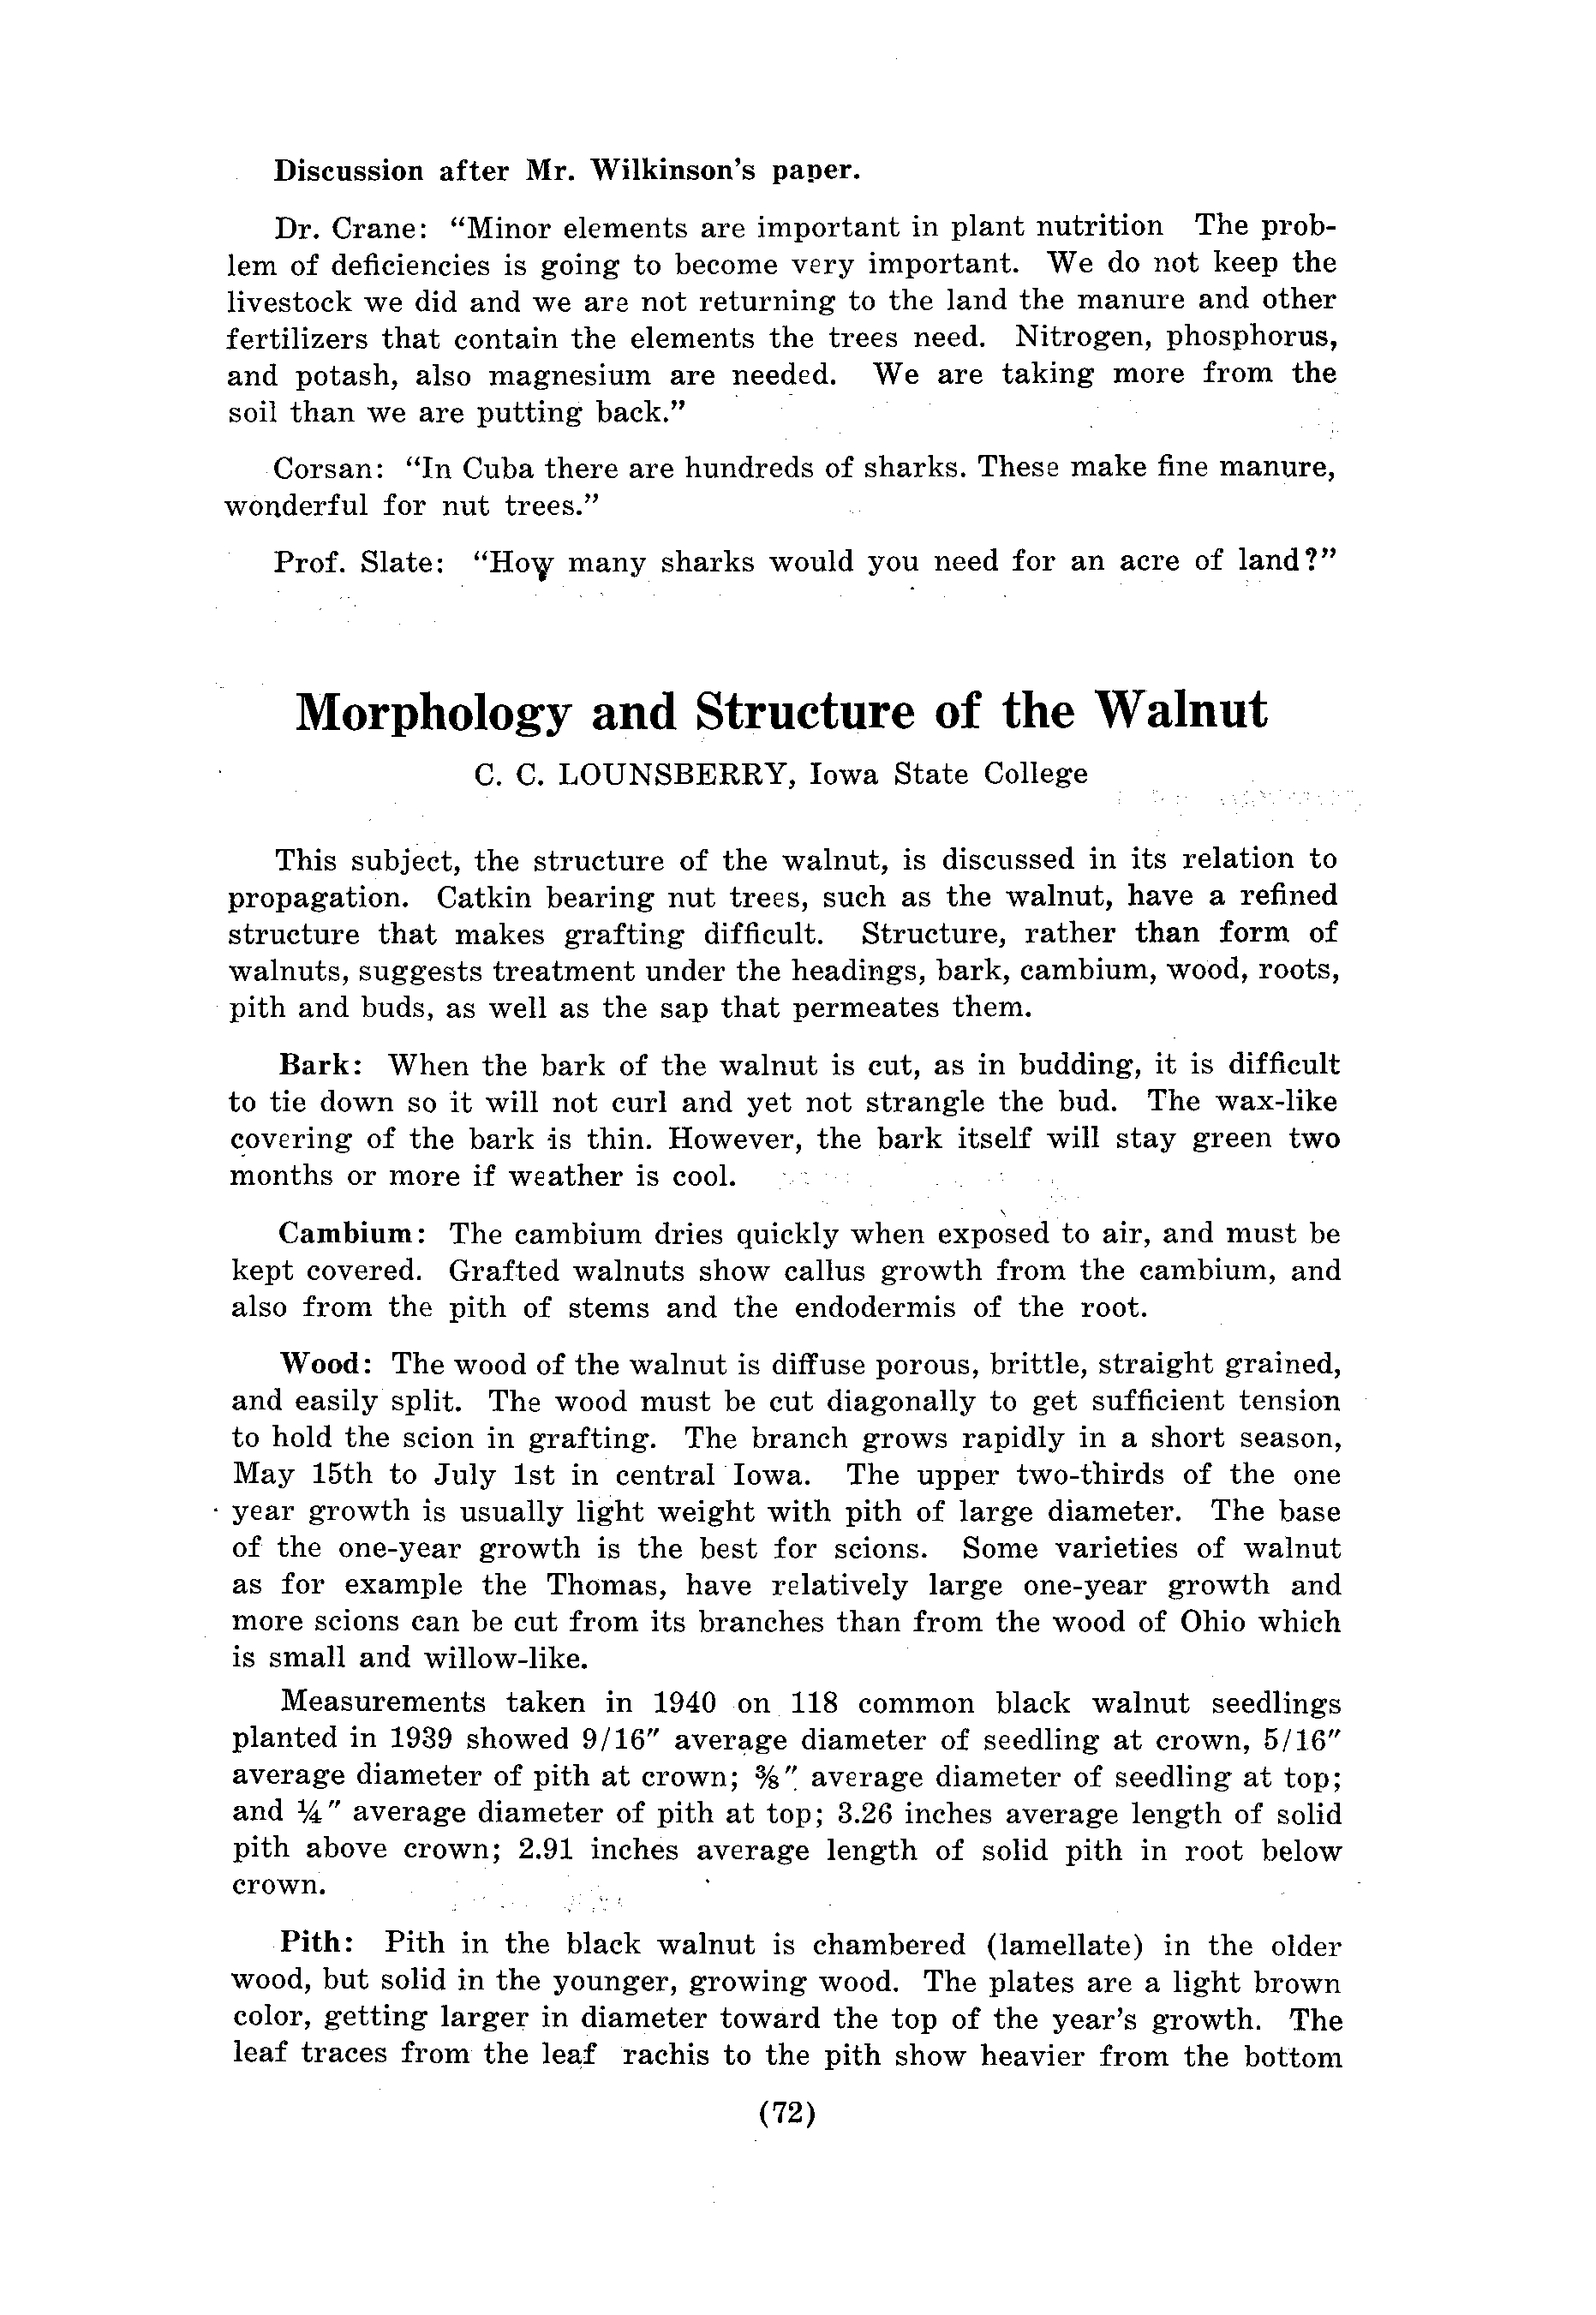 Discussion after Mr. Wilkinson's paper.
Dr. Crane: "Minor elements are important in plant nutrition The prob-
lem of deficiencies is going to become very important. We do not keep the
livestock we did and we are not returning to the land the manure and other
fertilizers that contain the elements the trees need. Nitrogen, phosphorus,
and potash, also magnesium are needed. We are taking more from the
soil than we are putting back."
Corsan: "In Cuba there are hundreds of sharks. These make fine manure,
wonderful for nut trees."
Prof. Slate: "How many sharks would you need for an acre of land?"
Morphology and Structure of the Walnut
C. C. LOUNSBERRY, Iowa State College
This subject, the structure of the walnut, is discussed in its relation to
propagation. Catkin bearing nut trees, such as the walnut, have a refined
structure that makes grafting difficult. Structure, rather than form of
walnuts, suggests treatment under the headings, bark, cambium, wood, roots,
pith and buds, as well as the sap that permeates them.
Bark: When the bark of the walnut is cut, as in budding, it is difficult
to tie down so it will not curl and yet not strangle the bud. The wax-like
covering of the bark is thin. However, the bark itself will stay green two
months or more if weather is cool.
Cambium: The cambium dries quickly when exposed to air, and must be
kept covered. Grafted walnuts show callus growth from the cambium, and
also from the pith of stems and the endodermis of the root.
Wood: The wood of the walnut is diffuse porous, brittle, straight grained,
and easily split. The wood must be cut diagonally to get sufficient tension
to hold the scion in grafting. The branch grows rapidly in a short season,
May 15th to July 1st in central Iowa. The upper two-thirds of the one
year growth is usually light weight with pith of large diameter. The base
of the one-year growth is the best for scions. Some varieties of walnut
as for example the Thomas, have relatively large one-year growth and
more scions can be cut from its branches than from the wood of Ohio which
is small and willow-like.
Measurements taken in 1940 on 118 common black walnut seedlings
planted in 1939 showed 9/16" average diameter of seedling at crown, 5/16"
average diameter of pith at crown; ⅜" average diameter of seedling at top;
and ¼" average diameter of pith at top; 3.26 inches average length of solid
pith above crown; 2.91 inches average length of solid pith in root below
crown.
Pith: Pith in the black walnut is chambered (lamellate) in the older
wood, but solid in the younger, growing wood. The plates are a light brown
color, getting larger in diameter toward the top of the year's growth. The
leaf traces from the leaf rachis to the pith show heavier from the bottom
(72)